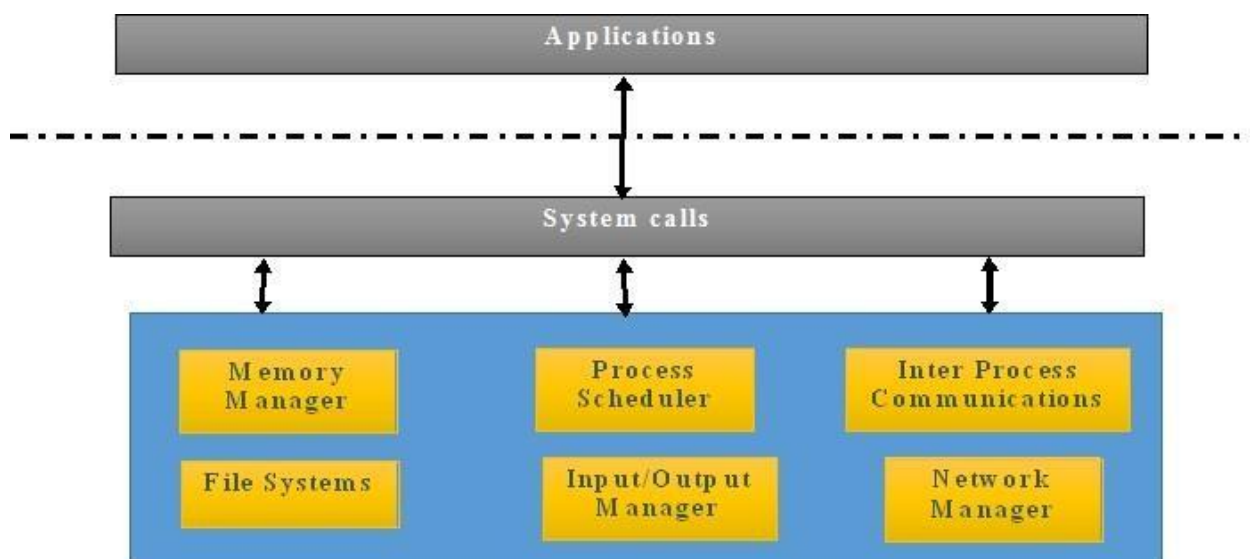 Applications
System calls
Memory
Manager
Process
Scheduler
Inter Process
Communications
File Systems
Input/Output
Manager
Network
Manager